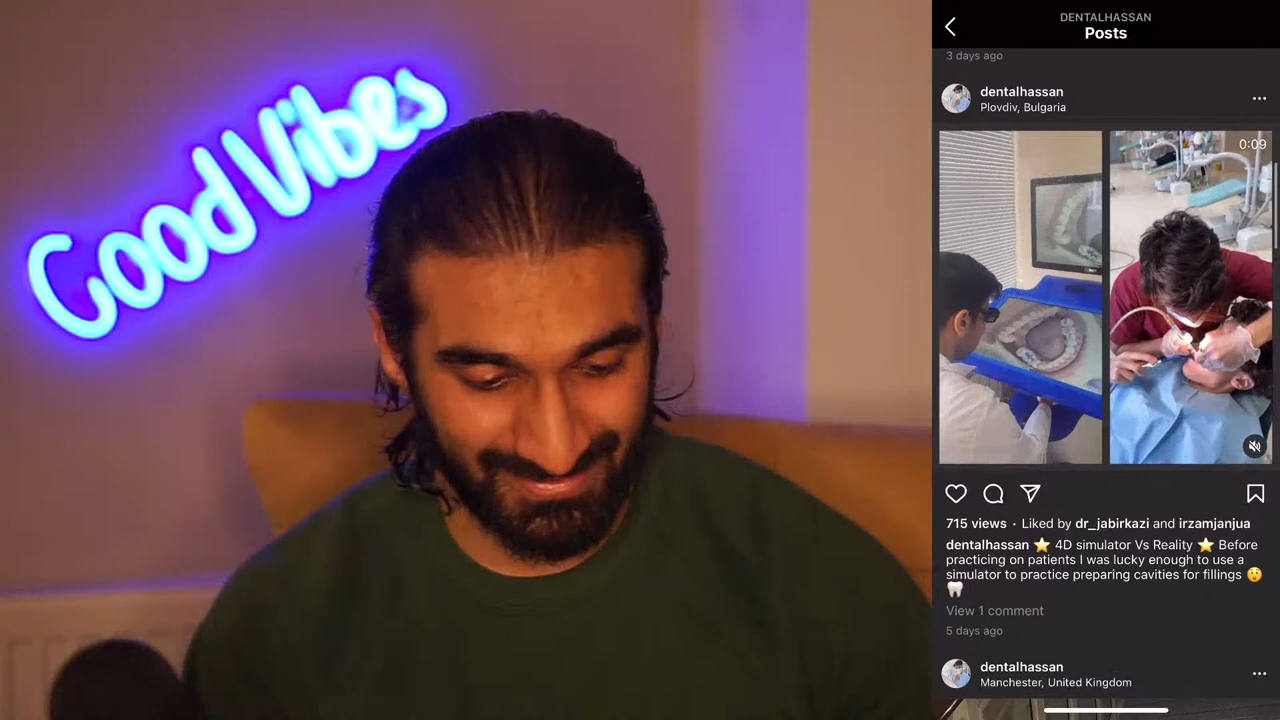 Good Vibes
DENTALHASSAN
Posts
3 days ago
dentalhassan
Plovdiv, Bulgaria
0:09
715 views · Liked by dr_jabirkazi and irzamjanjua
dentalhassan ⭐ 4D simulator Vs Reality ⭐ Before
practicing on patients I was lucky enough to use a
simulator to practice preparing cavities for fillings 😲
🦷
View 1 comment
5 days ago
dentalhassan
Manchester, United Kingdom